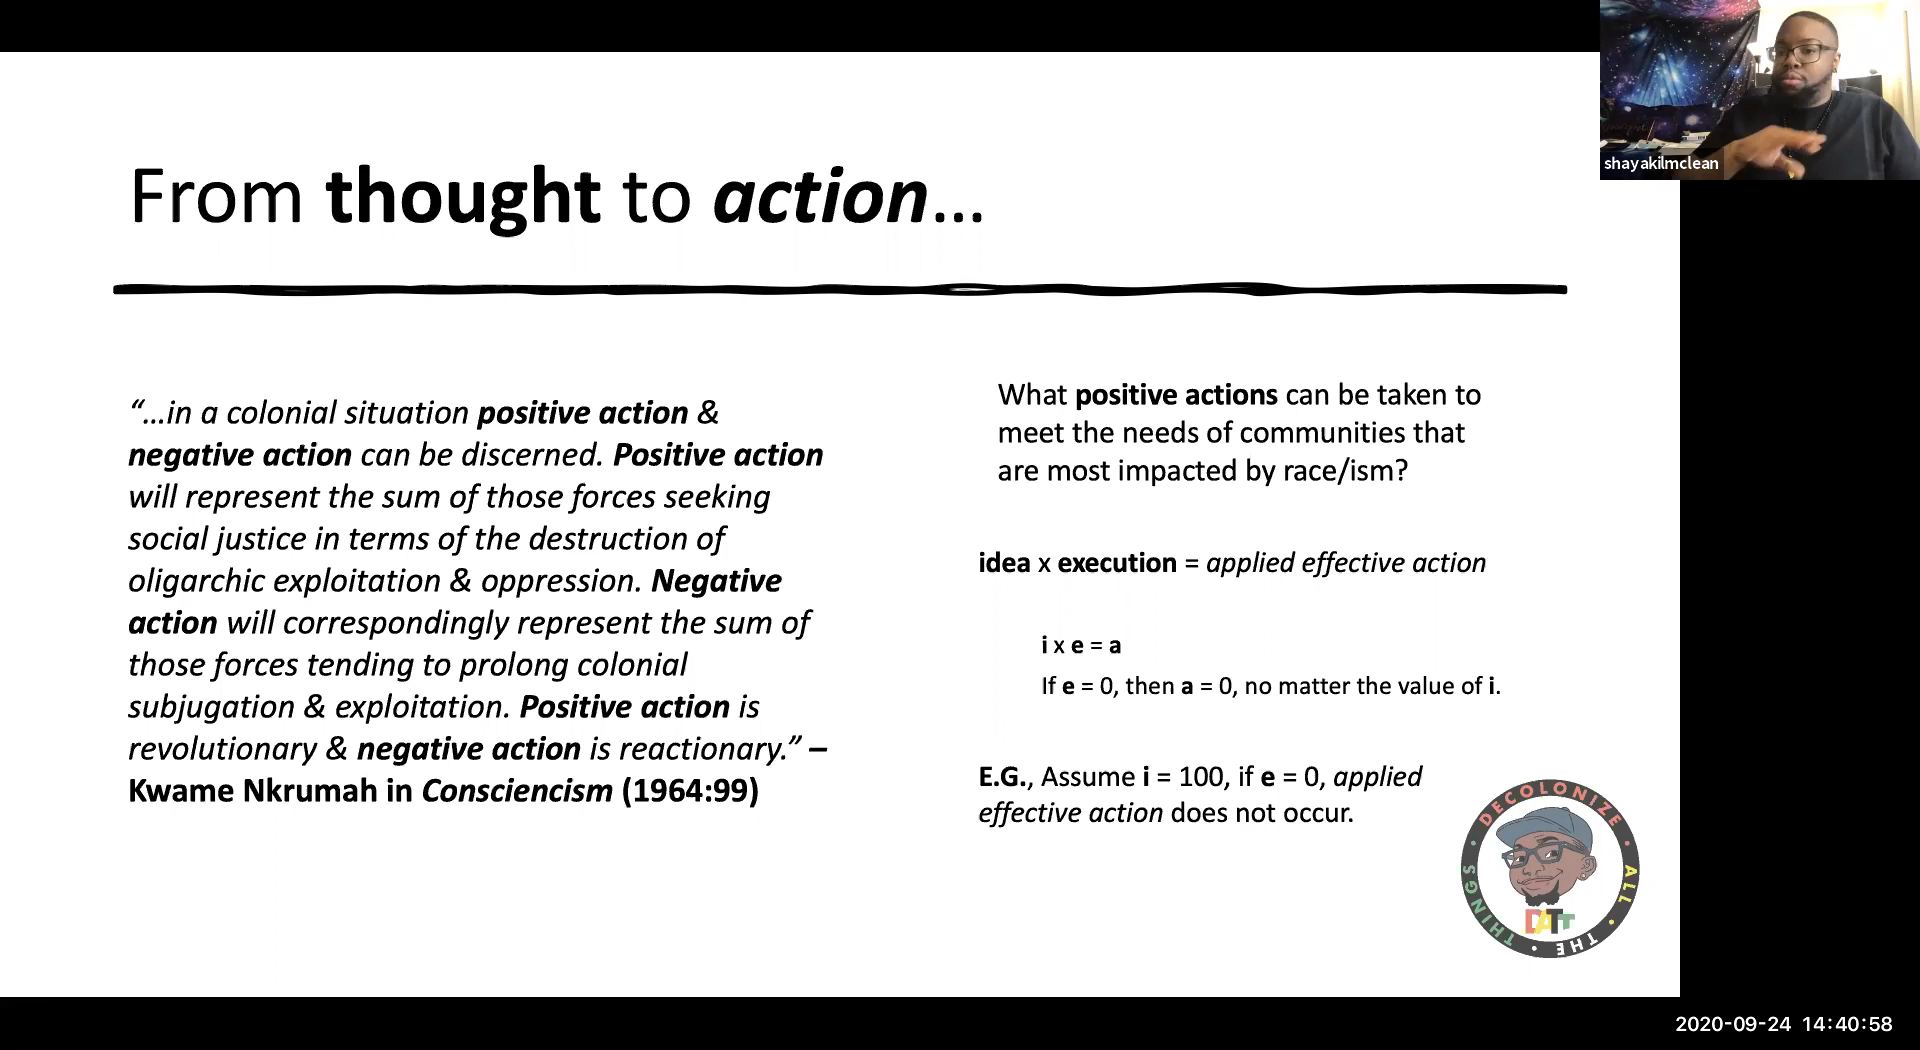 shayakilmclean
From thought to action...
“...in a colonial situation positive action &
negative action can be discerned. Positive action
will represent the sum of those forces seeking
social justice in terms of the destruction of
oligarchic exploitation & oppression. Negative
action will correspondingly represent the sum of
those forces tending to prolong colonial
subjugation & exploitation. Positive action is
revolutionary & negative action is reactionary.” –
Kwame Nkrumah in Consciencism (1964:99)
What positive actions can be taken to
meet the needs of communities that
are most impacted by race/ism?
idea x execution = applied effective action
i x e = a
If e = 0, then a = 0, no matter the value of i.
E.G., Assume i = 100, if e = 0, applied
effective action does not occur.
DECOLONIZE • ALL • THE • THINGS •
DATT
2020-09-24 14:40:58